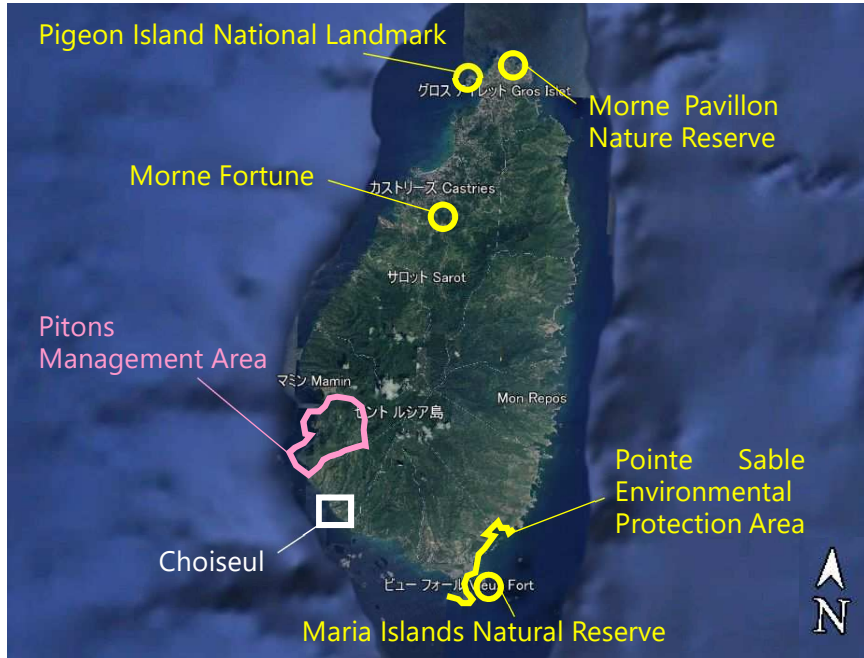 Pigeon Island National Landmark
グロス アイレット Gros Islet
Morne Pavillon
Nature Reserve
Morne Fortune
カストリーズ Castries
サロット Sarot
Pitons
Management Area
マミン Mamin
セント ルシア島
Mon Repos
Pointe Sable
Environmental
Protection Area
Choiseul
ビュー フォール Vieux Fort
Maria Islands Natural Reserve
N